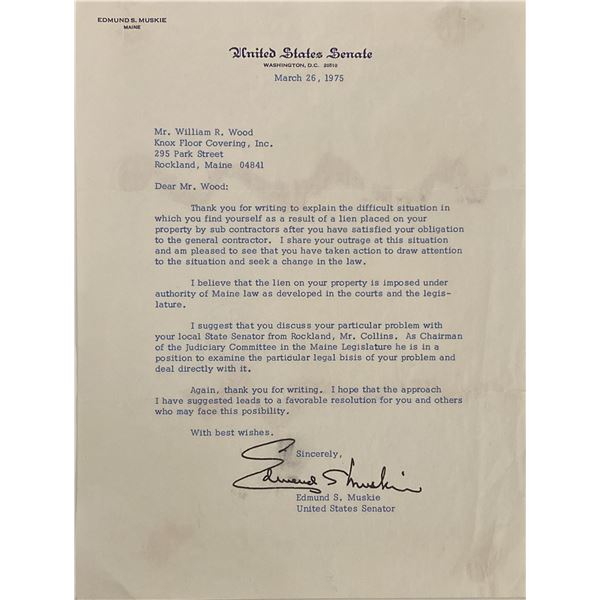 EDMUND S. MUSKIE
MAINE
United States Senate
WASHINGTON, D.C. 20510
March 26, 1975
Mr. William R. Wood
Knox Floor Covering, Inc.
295 Park Street
Rockland, Maine 04841
Dear Mr. Wood:
Thank you for writing to explain the difficult situation in
which you find yourself as a result of a lien placed on your
property by sub contractors after you have satisfied your obligation
to the general contractor. I share your outrage at this situation
and am pleased to see that you have taken action to draw attention
to the situation and seek a change in the law.
I believe that the lien on your property is imposed under
authority of Maine law as developed in the courts and the legis-
lature.
I suggest that you discuss your particular problem with
your local State Senator from Rockland, Mr. Collins. As Chairman
of the Judiciary Committee in the Maine Legislature he is in a
position to examine the particular legal bisis of your problem and
deal directly with it.
Again, thank you for writing. I hope that the approach
I have suggested leads to a favorable resolution for you and others
who may face this posibility.
With best wishes.
Sincerely,
Edmund S Muskie
Edmund S. Muskie
United States Senator